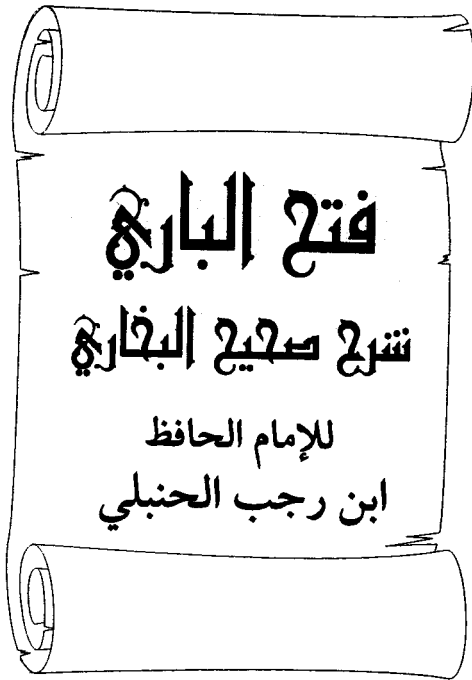 فتح الباري
شرح صحيح البخاري
للإمام الحافظ
ابن رجب الحنبلي